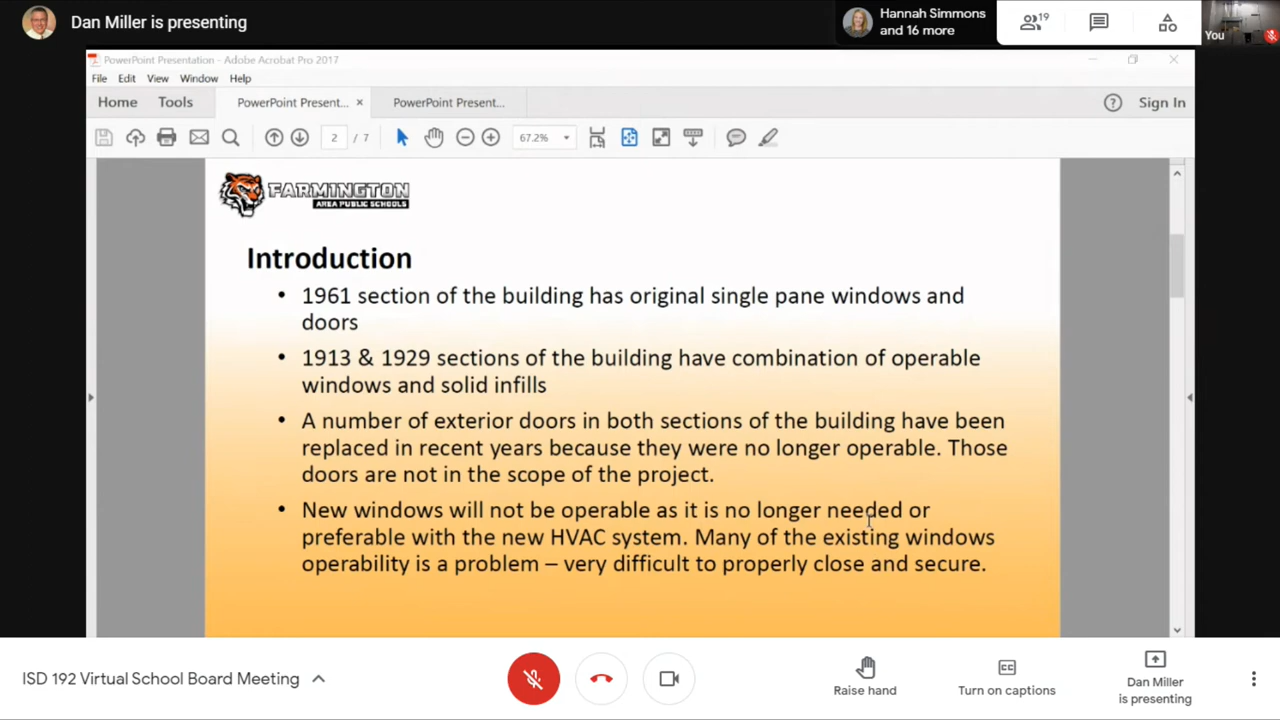 Dan Miller is presenting
Hannah Simmons
and 16 more
19
You
PowerPoint Presentation - Adobe Acrobat Pro 2017
File Edit View Window Help
Home Tools PowerPoint Present... × PowerPoint Present... ? Sign In
2 / 7 67.2%
FARMINGTON
AREA PUBLIC SCHOOLS
Introduction
• 1961 section of the building has original single pane windows and
doors
• 1913 & 1929 sections of the building have combination of operable
windows and solid infills
• A number of exterior doors in both sections of the building have been
replaced in recent years because they were no longer operable. Those
doors are not in the scope of the project.
• New windows will not be operable as it is no longer needed or
preferable with the new HVAC system. Many of the existing windows
operability is a problem – very difficult to properly close and secure.
ISD 192 Virtual School Board Meeting
Raise hand
CC
Turn on captions
Dan Miller
is presenting